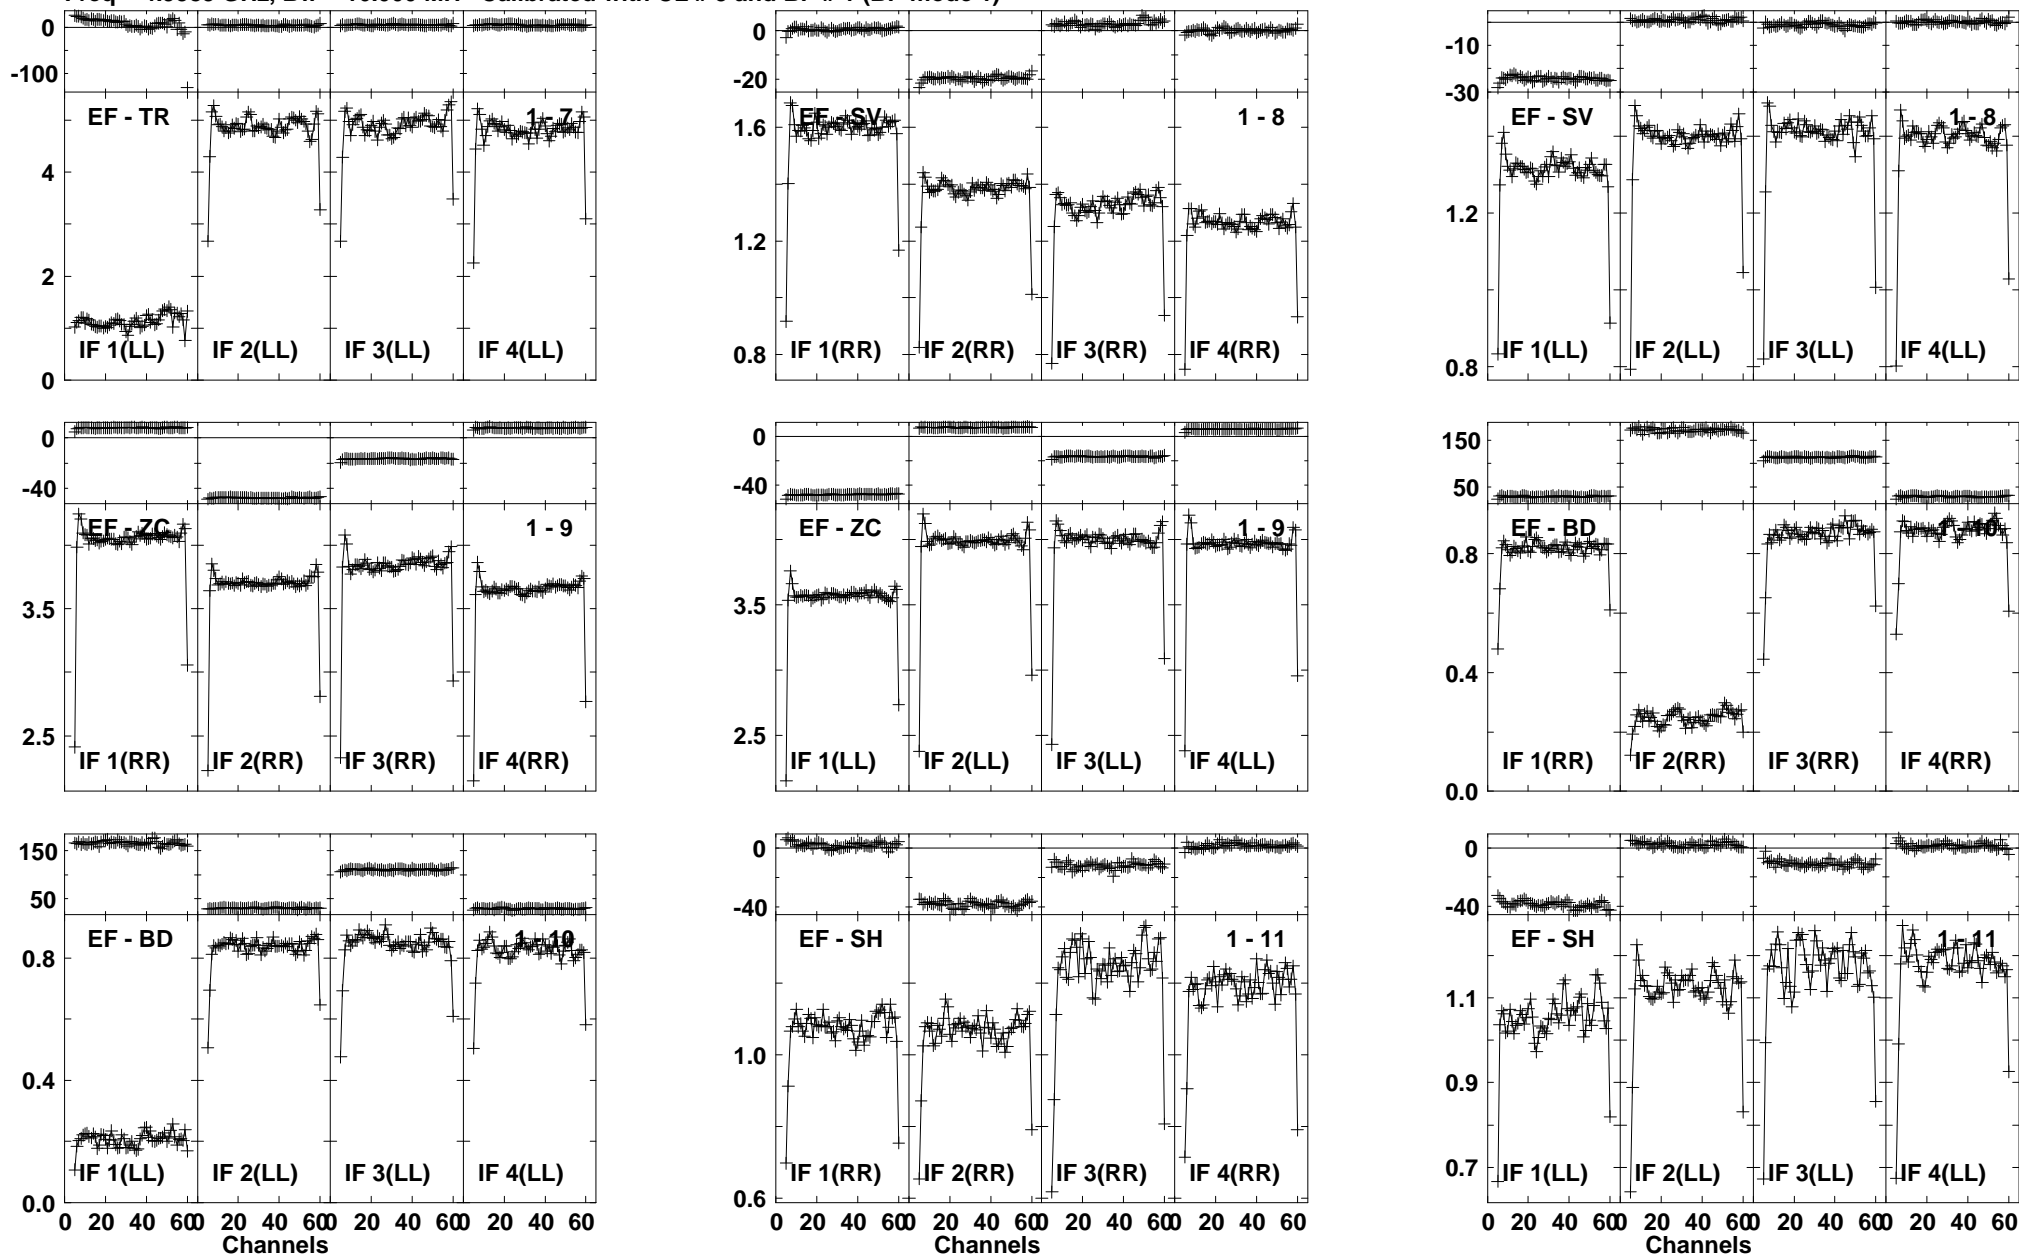 0
-100
EF - TR
1 - 7
4
2
0
IF 1(LL) IF 2(LL) IF 3(LL) IF 4(LL)
0
-20
EF - SV
1 - 8
1.6
1.2
0.8
IF 1(RR) IF 2(RR) IF 3(RR) IF 4(RR)
-10
-30
EF - SV
1 - 8
1.2
0.8
IF 1(LL) IF 2(LL) IF 3(LL) IF 4(LL)
0
-40
EF - ZC
1 - 9
3.5
2.5
IF 1(RR) IF 2(RR) IF 3(RR) IF 4(RR)
0
-40
EF - ZC
1 - 9
3.5
2.5
IF 1(LL) IF 2(LL) IF 3(LL) IF 4(LL)
150
50
EF - BD
1 - 10
0.8
0.4
0.0
IF 1(RR) IF 2(RR) IF 3(RR) IF 4(RR)
150
50
EF - BD
1 - 10
0.8
0.4
0.0
IF 1(LL) IF 2(LL) IF 3(LL) IF 4(LL)
0 20 40 60 0 20 40 60 0 20 40 60 0 20 40 60
Channels
0
-40
EF - SH
1 - 11
1.0
0.6
IF 1(RR) IF 2(RR) IF 3(RR) IF 4(RR)
0 20 40 60 0 20 40 60 0 20 40 60 0 20 40 60
Channels
0
-40
EF - SH
1 - 11
1.1
0.9
0.7
IF 1(LL) IF 2(LL) IF 3(LL) IF 4(LL)
0 20 40 60 0 20 40 60 0 20 40 60 0 20 40 60
Channels